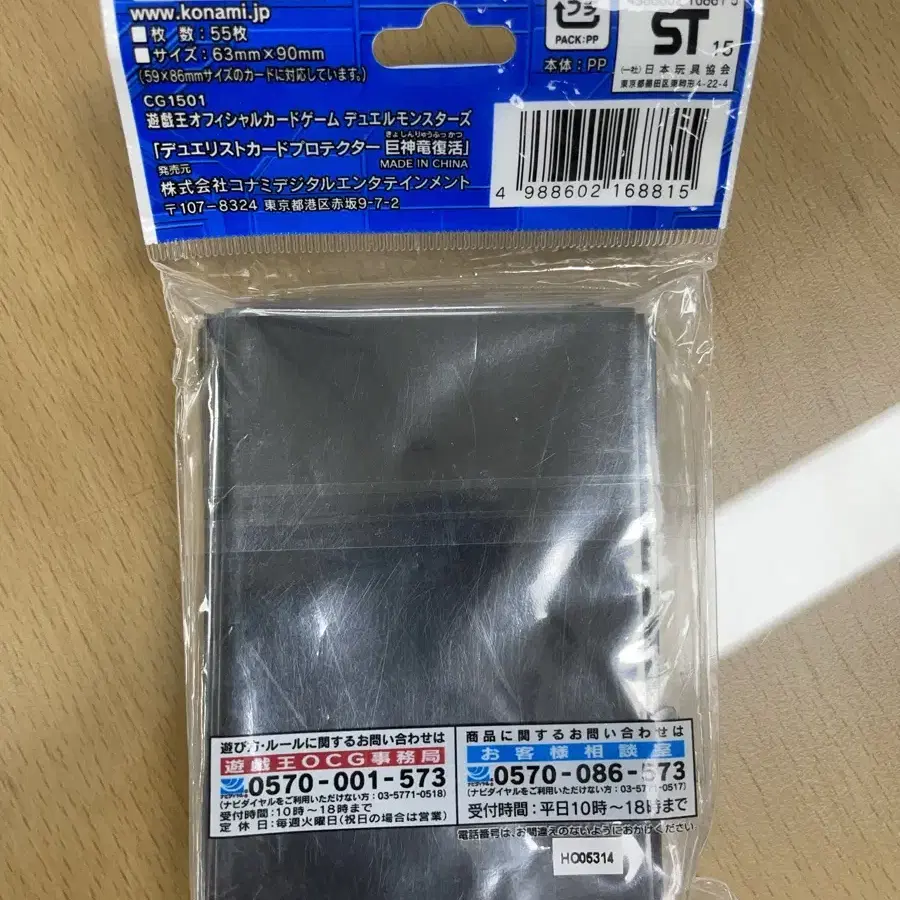 www.konami.jp
■枚 数：55枚
■サイズ：63mm×90mm
(59×86mmサイズのカードに対応しています。)
CG1501
遊戯王オフィシャルカードゲーム デュエルモンスターズ
きょしんりゅうふっかつ
「デュエリストカードプロテクター 巨神竜復活」
MADE IN CHINA
発売元
株式会社コナミデジタルエンタテインメント
〒107-8324 東京都港区赤坂9-7-2
プラ
PACK:PP
本体：PP
ST 15
(一社)日本玩具協会
4 988602 168815
遊び方・ルールに関するお問い合わせは
遊戯王OCG事務局
0570-001-573
(ナビダイヤルをご利用いただけない方：03-5771-0518)
受付時間：10時〜18時まで
定 休 日：毎週火曜日(祝日の場合は営業)
商品に関するお問い合わせは
お客様相談室
0570-086-573
(ナビダイヤルをご利用いただけない方：03-5771-0517)
受付時間：平日10時〜18時まで
電話番号は、お間違えのないようにおかけください。
HC05314